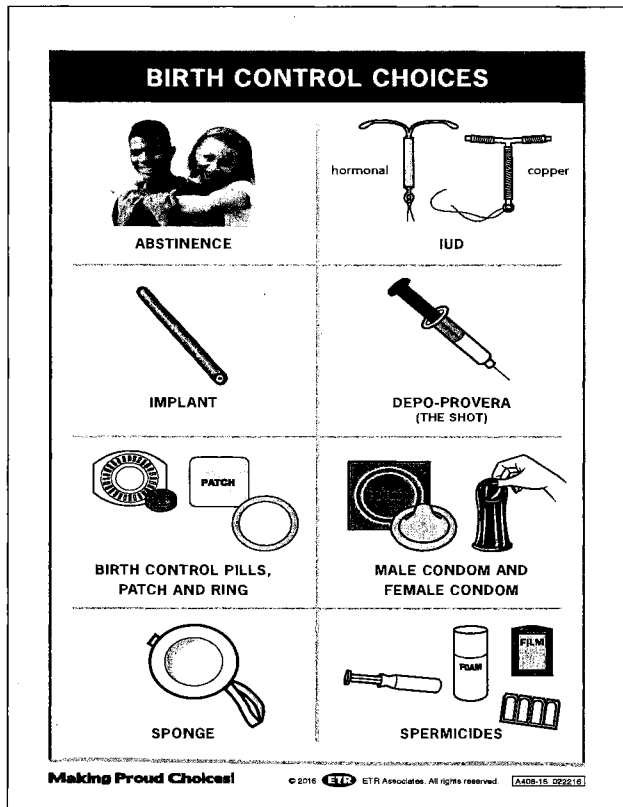 BIRTH CONTROL CHOICES
ABSTINENCE
hormonal
copper
IUD
IMPLANT
DEPO-PROVERA
(THE SHOT)
PATCH
BIRTH CONTROL PILLS,
PATCH AND RING
MALE CONDOM AND
FEMALE CONDOM
SPONGE
FOAM
FILM
SPERMICIDES
Making Proud Choices!
© 2016 ETR ETR Associates. All rights reserved. A408-16 022216